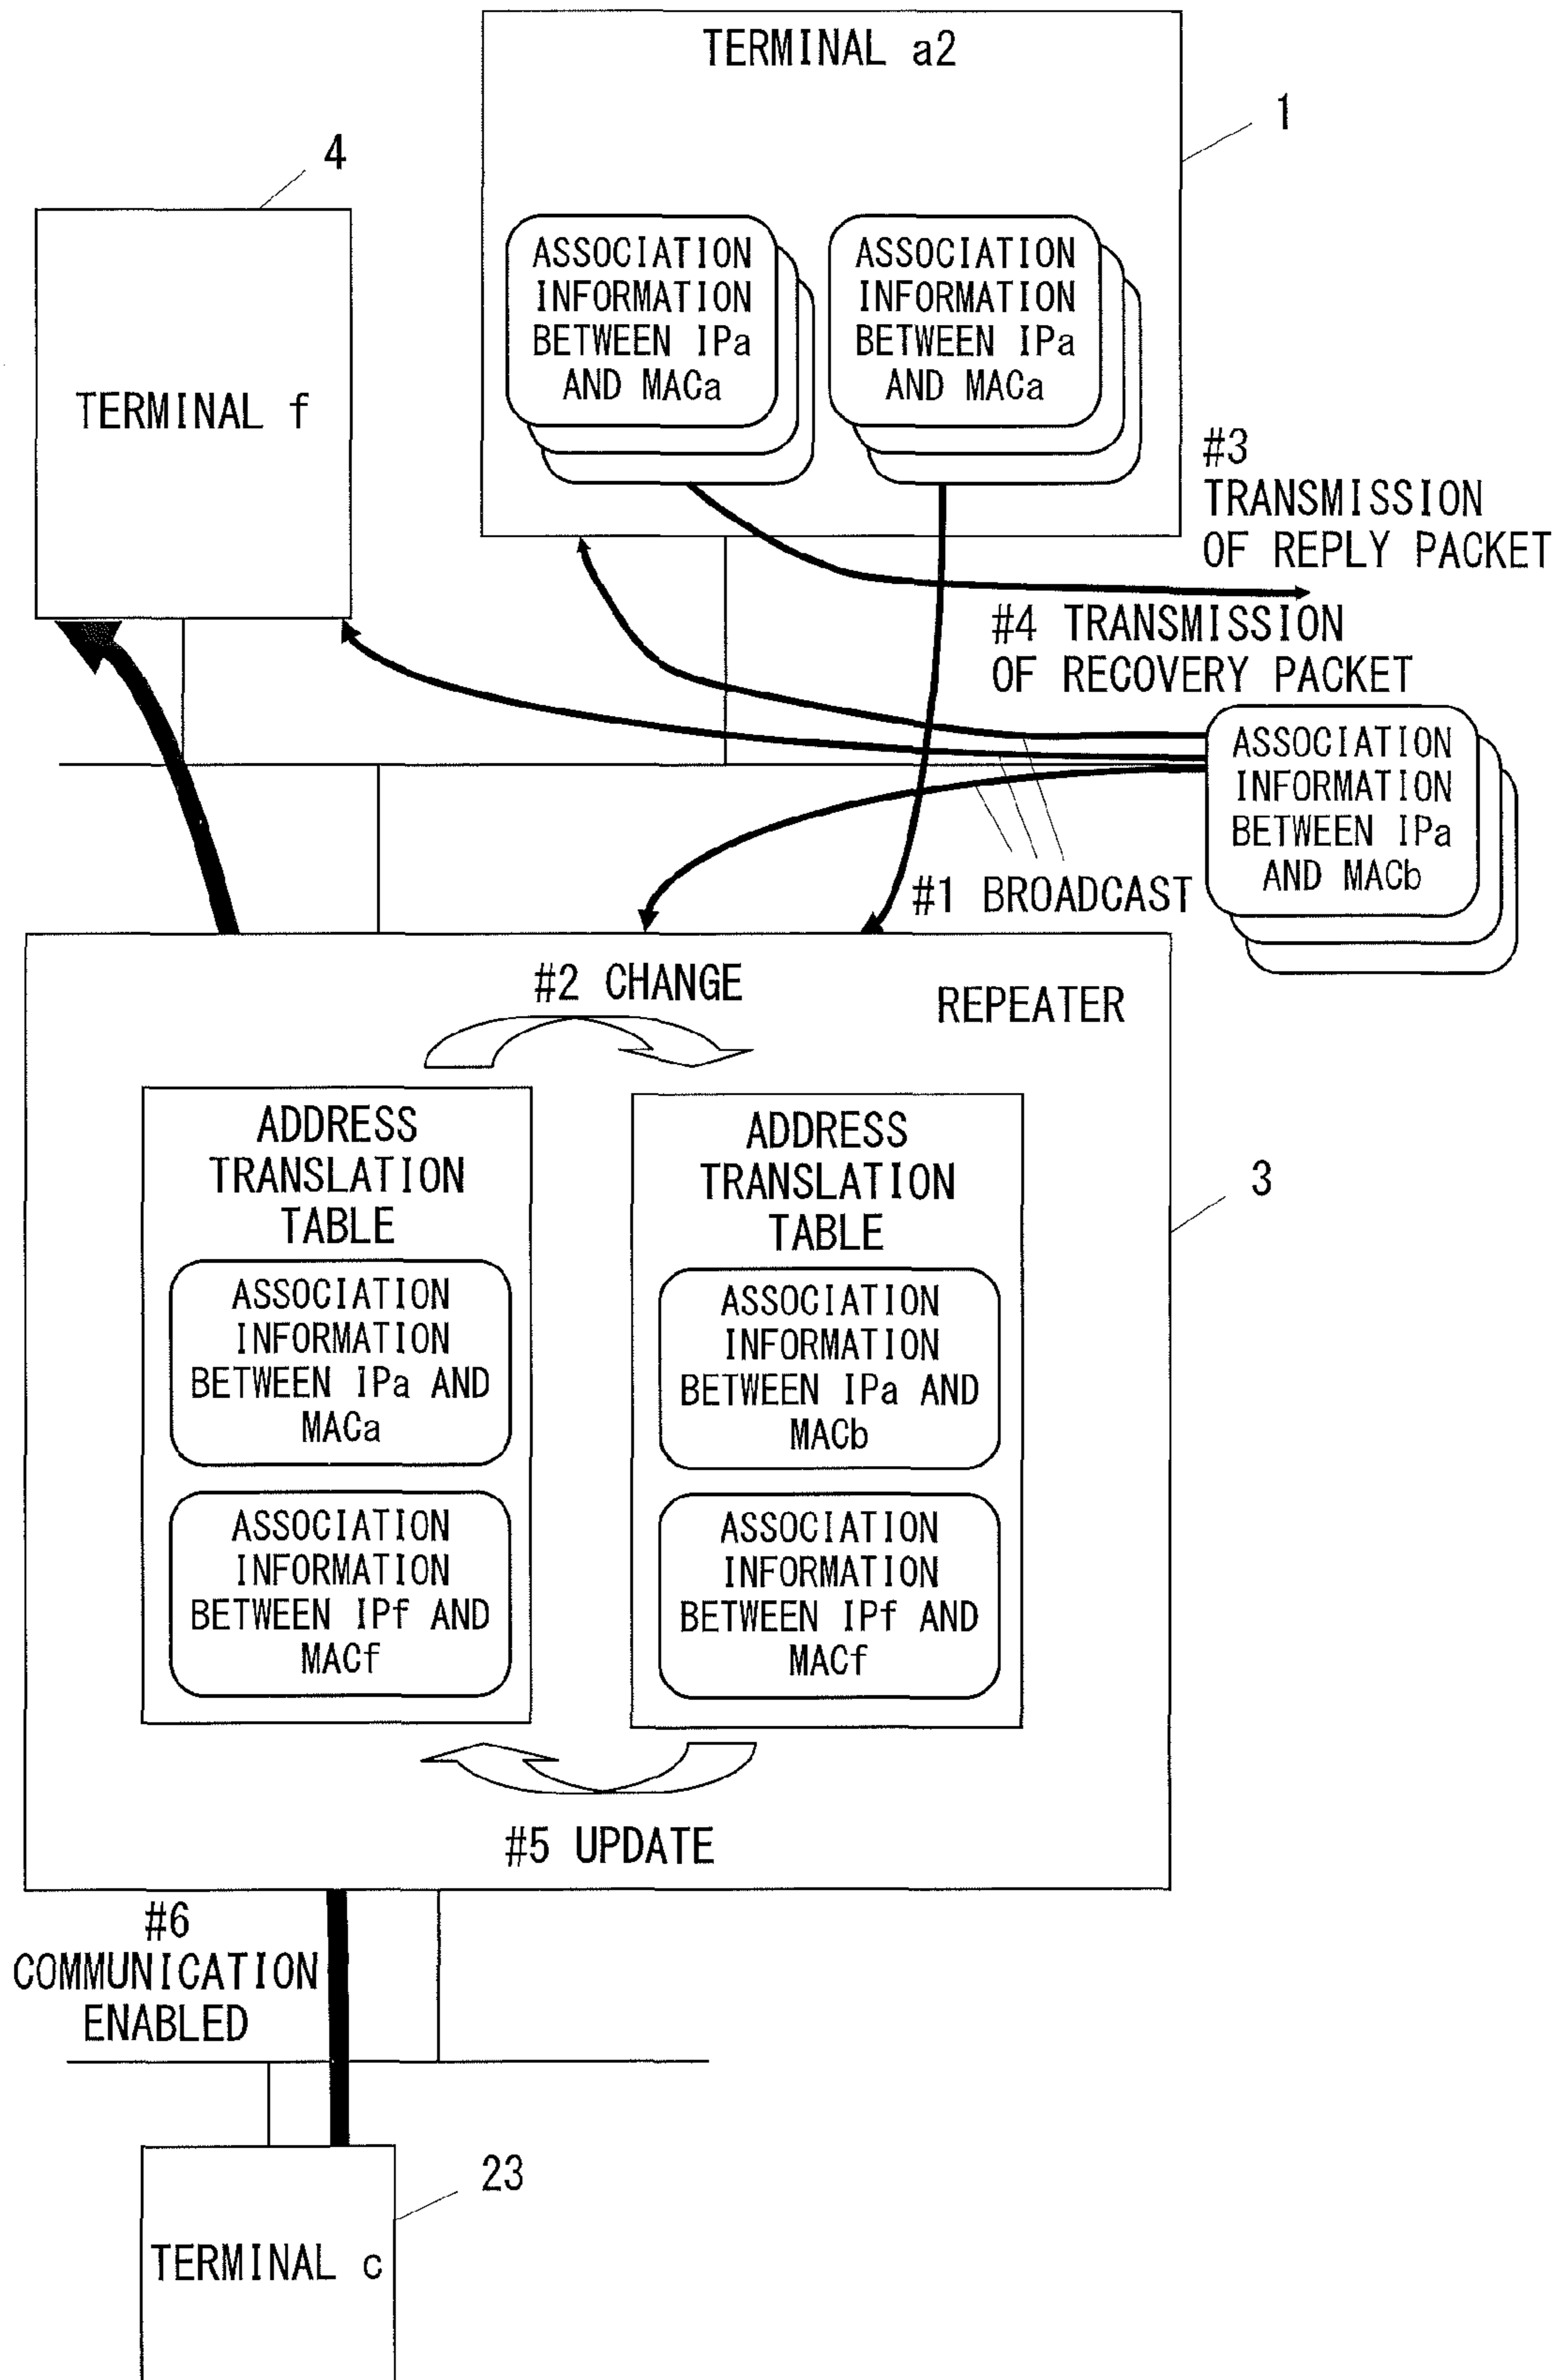 TERMINAL a2
1
4
ASSOCIATION
INFORMATION
BETWEEN IPa
AND MACa
ASSOCIATION
INFORMATION
BETWEEN IPa
AND MACa
TERMINAL f
#3
TRANSMISSION
OF REPLY PACKET
#4 TRANSMISSION
OF RECOVERY PACKET
ASSOCIATION
INFORMATION
BETWEEN IPa
AND MACb
#1 BROADCAST
#2 CHANGE
REPEATER
ADDRESS
TRANSLATION
TABLE
ASSOCIATION
INFORMATION
BETWEEN IPa AND
MACa
ASSOCIATION
INFORMATION
BETWEEN IPf AND
MACf
ADDRESS
TRANSLATION
TABLE
ASSOCIATION
INFORMATION
BETWEEN IPa AND
MACb
ASSOCIATION
INFORMATION
BETWEEN IPf AND
MACf
3
#5 UPDATE
#6
COMMUNICATION
ENABLED
23
TERMINAL c